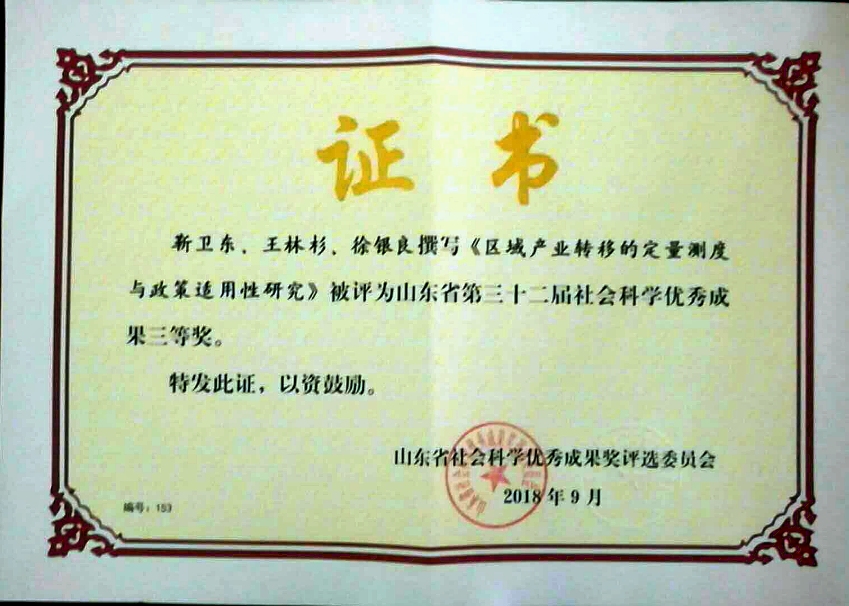 证书
靳卫东、王林杉、徐银良撰写《区域产业转移的定量测度
与政策适用性研究》被评为山东省第三十二届社会科学优秀成
果三等奖。
特发此证，以资鼓励。
山东省社会科学优秀成果奖评选委员会
2018年9月
编号：153